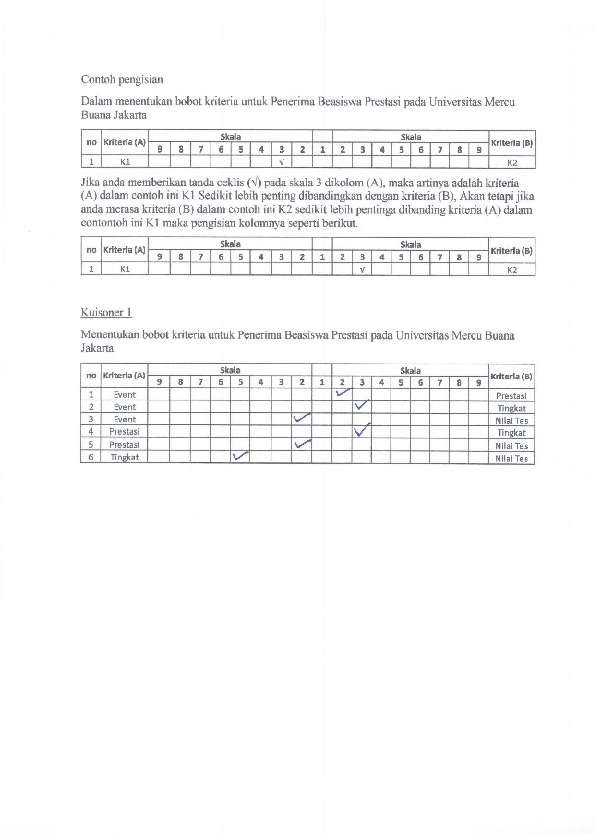 Contoh pengisian
Dalam menentukan bobot kriteria untuk Penerima Beasiswa Prestasi pada Universitas Mercu
Buana Jakarta
no Kriteria (A) Skala Skala Kriteria (B)
9 8 7 6 5 4 3 2 1 2 3 4 5 6 7 8 9
1 K1 √ K2
Jika anda memberikan tanda ceklis (√) pada skala 3 dikolom (A), maka artinya adalah kriteria
(A) dalam contoh ini K1 Sedikit lebih penting dibandingkan dengan kriteria (B), Akan tetapi jika
anda merasa kriteria (B) dalam contoh ini K2 sedikit lebih pentinga dibanding kriteria (A) dalam
contontoh ini K1 maka pengisian kolomnya seperti berikut.
no Kriteria (A) Skala Skala Kriteria (B)
9 8 7 6 5 4 3 2 1 2 3 4 5 6 7 8 9
1 K1 √ K2
Kuisoner 1
Menentukan bobot kriteria untuk Penerima Beasiswa Prestasi pada Universitas Mercu Buana
Jakarta
no Kriteria (A) Skala Skala Kriteria (B)
9 8 7 6 5 4 3 2 1 2 3 4 5 6 7 8 9
1 Event ✓ Prestasi
2 Event ✓ Tingkat
3 Event ✓ Nilai Tes
4 Prestasi ✓ Tingkat
5 Prestasi ✓ Nilai Tes
6 Tingkat ✓ Nilai Tes